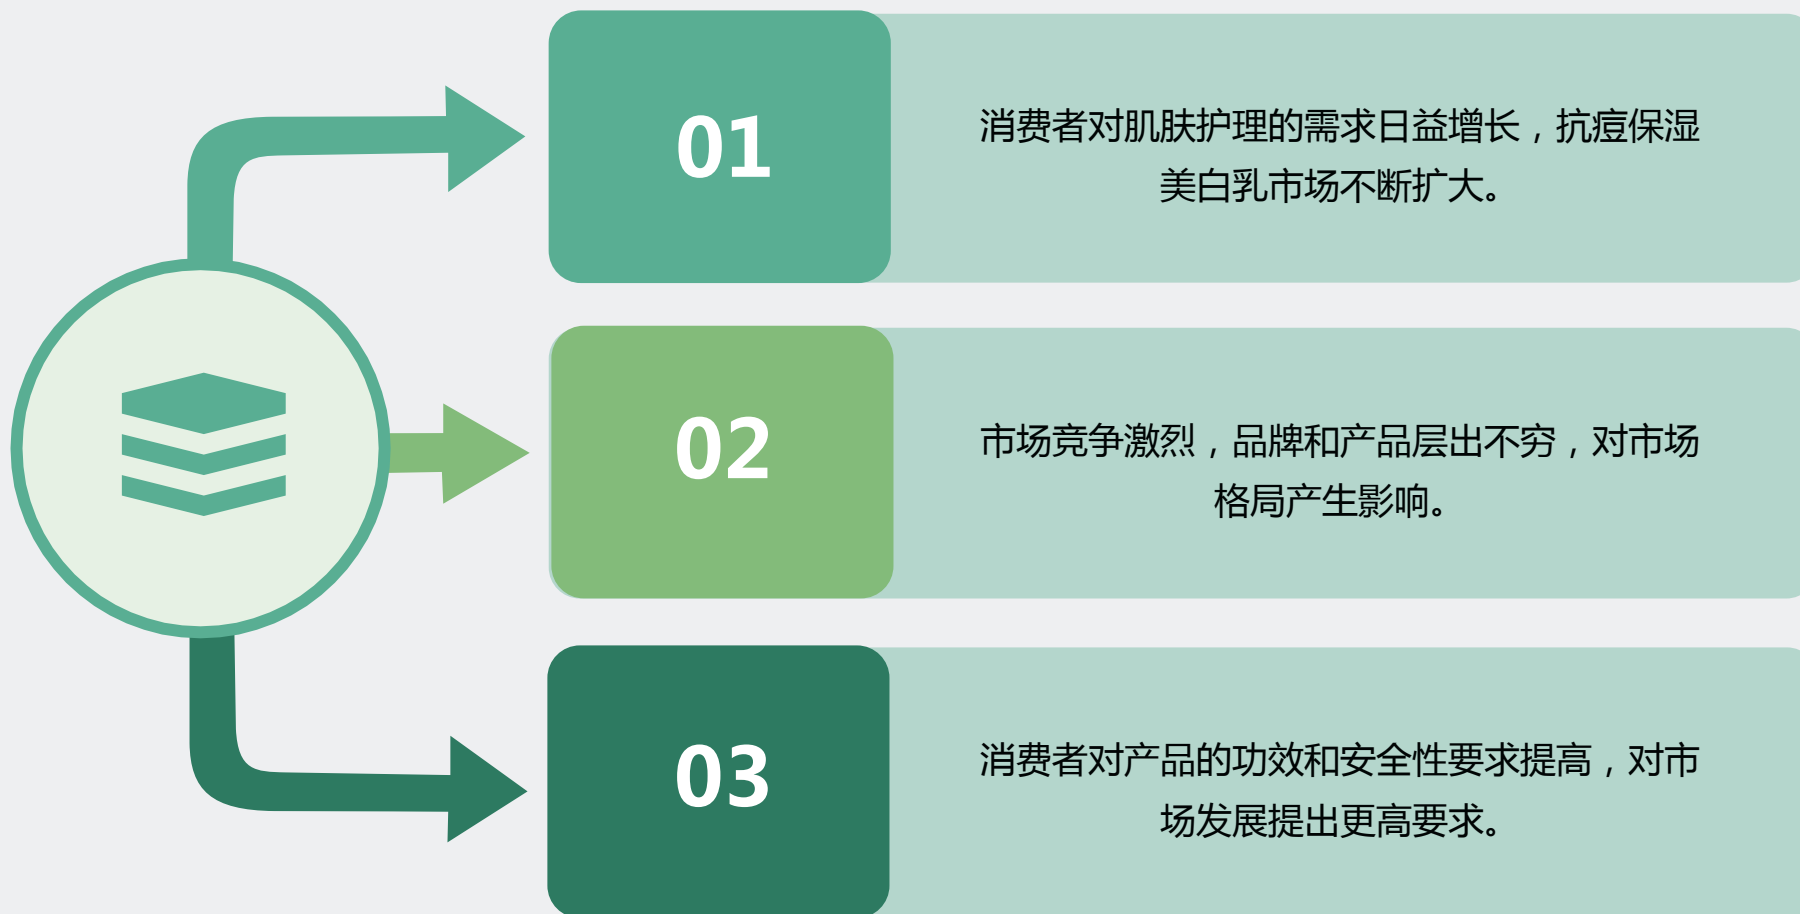 01
消费者对肌肤护理的需求日益增长，抗痘保湿
美白乳市场不断扩大。
02
市场竞争激烈，品牌和产品层出不穷，对市场
格局产生影响。
03
消费者对产品的功效和安全性要求提高，对市
场发展提出更高要求。